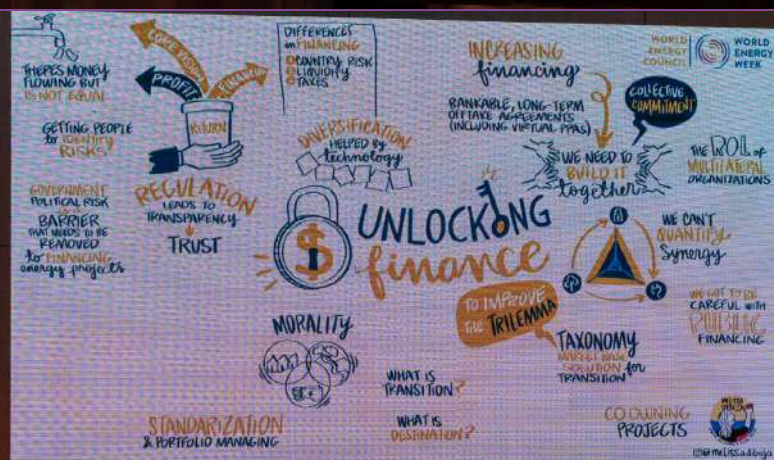 THERE'S MONEY
FLOWING BUT
IS NOT EQUAL
GETTING PEOPLE
to IDENTIFY
RISKS
GOVERNMENT
POLITICAL RISK
BARRIER
THAT NEEDS TO BE
REMOVED
to FINANCING
energy projects
PROFIT
RETURN
REGULATION
LEADS TO
TRANSPARENCY
TRUST
DIFFERENCES
in FINANCING
COUNTRY RISK
LIQUIDITY
TAXES
DIVERSIFICATION
HELPED BY
technology
UNLOCKING
finance
$
TO IMPROVE
the TRILEMMA
MORALITY
STANDARIZATION
& PORTFOLIO MANAGING
WHAT IS
TRANSITION?
WHAT IS
DESTINATION?
INCREASING
financing
BANKABLE, LONG-TERM
OFFTAKE AGREEMENTS
(INCLUDING VIRTUAL PPAs)
COLLECTIVE
COMMITMENT
WE NEED TO
BUILD IT
together
WORLD
ENERGY
COUNCIL
WORLD
ENERGY
WEEK
THE ROL of
MULTILATERAL
ORGANIZATIONS
WE CAN'T
QUANTIFY
Synergy
WE GOT TO BE
CAREFUL WITH
PUBLIC
FINANCING
TAXONOMY
MARKET BASE
SOLUTION for
TRANSITION
CO OWNING
PROJECTS